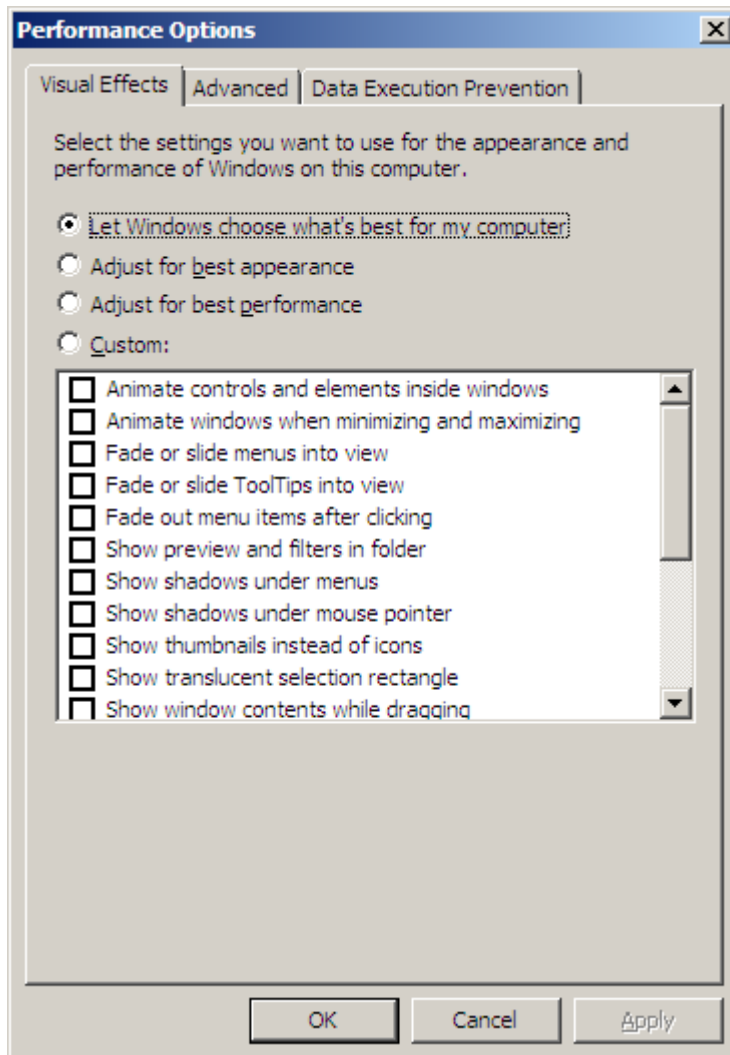 Performance Options
Visual Effects
Advanced
Data Execution Prevention
Select the settings you want to use for the appearance and
performance of Windows on this computer.
Let Windows choose what's best for my computer
Adjust for best appearance
Adjust for best performance
Custom:
Animate controls and elements inside windows
Animate windows when minimizing and maximizing
Fade or slide menus into view
Fade or slide ToolTips into view
Fade out menu items after clicking
Show preview and filters in folder
Show shadows under menus
Show shadows under mouse pointer
Show thumbnails instead of icons
Show translucent selection rectangle
Show window contents while dragging
OK
Cancel
Apply